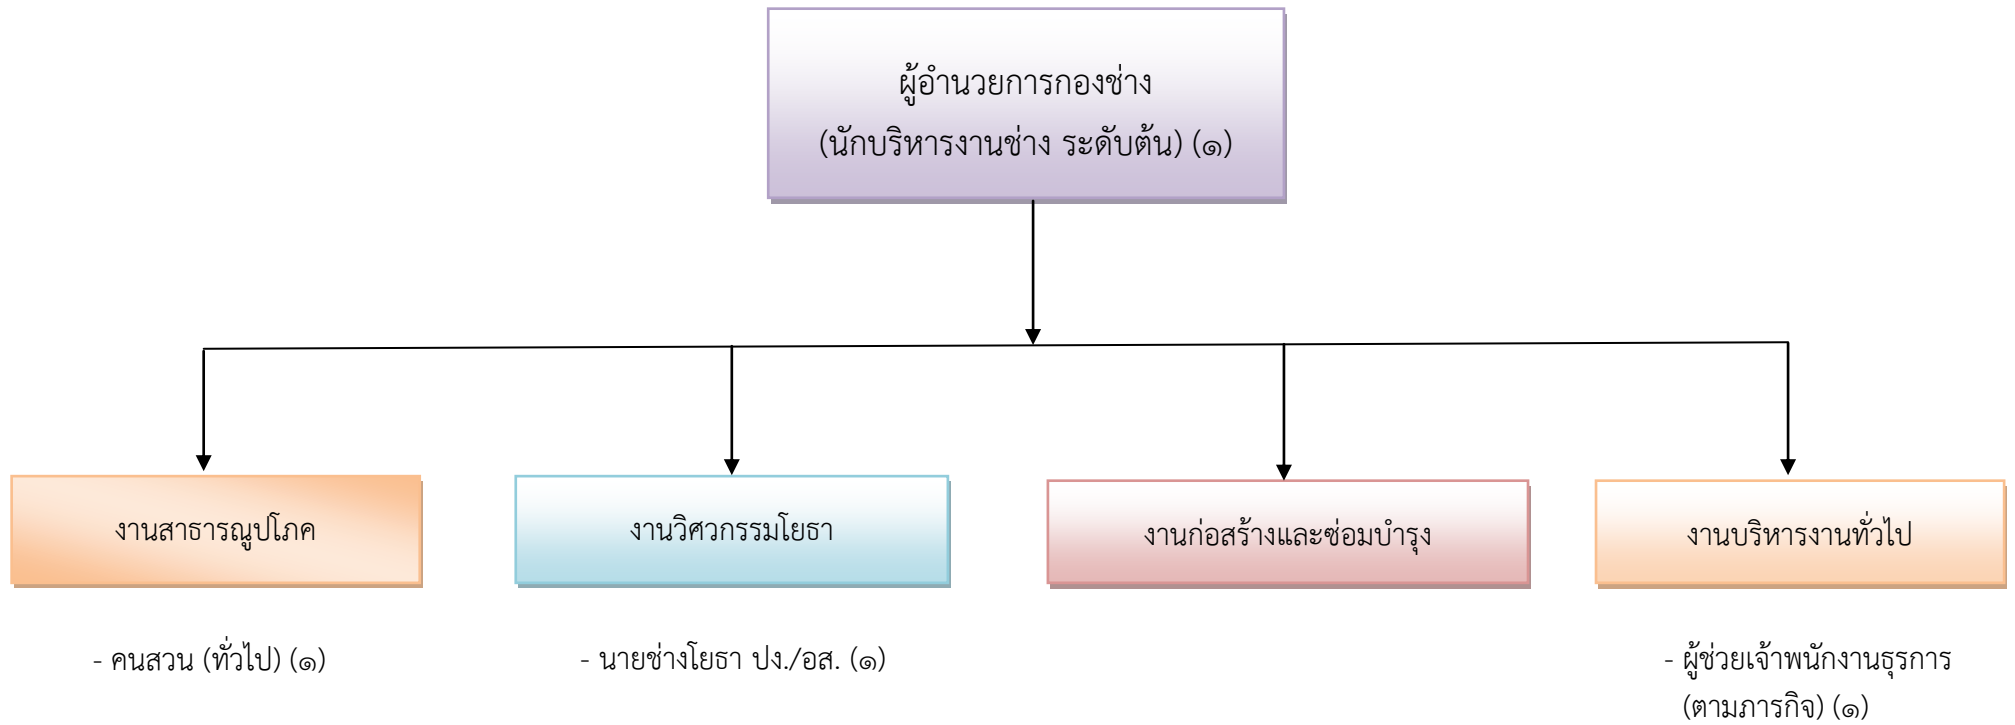 ผู้อำนวยการกองช่าง
(นักบริหารงานช่าง ระดับต้น) (๑)
งานสาธารณูปโภค
งานวิศวกรรมโยธา
งานก่อสร้างและซ่อมบำรุง
งานบริหารงานทั่วไป
- คนสวน (ทั่วไป) (๑)
- นายช่างโยธา ปง./อส. (๑)
- ผู้ช่วยเจ้าพนักงานธุรการ
(ตามภารกิจ) (๑)